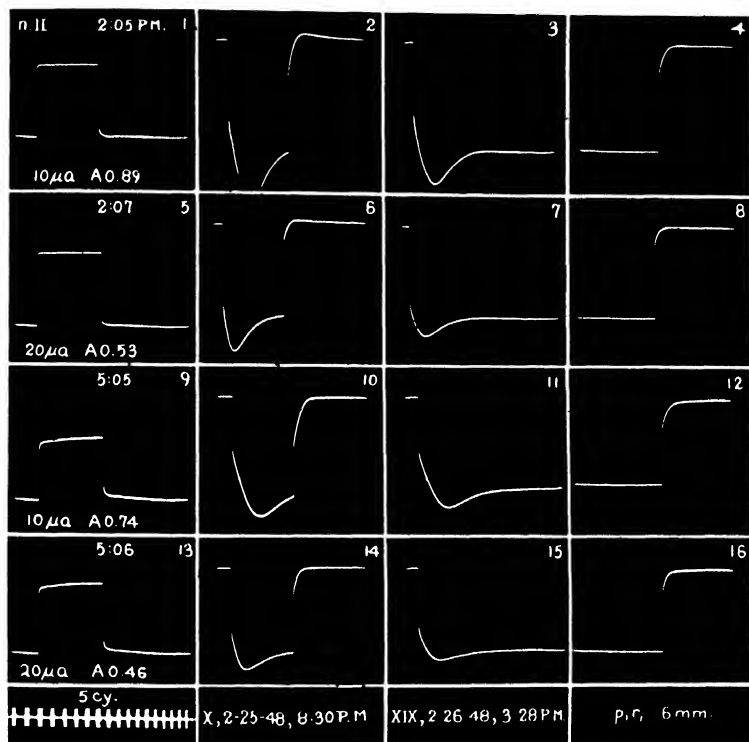 n.II 2:05 P.M. 1
2
3
4
10µa A0.89
2:07 5
6
7
8
20µa A0.53
5:05 9
10
11
12
10µa A0.74
5:06 13
14
15
16
20µa A0.46
5 cy.
X, 2-25-48, 8:30 P.M
XIX, 2 26 48, 3 28 P.M.
p.r, 6mm.